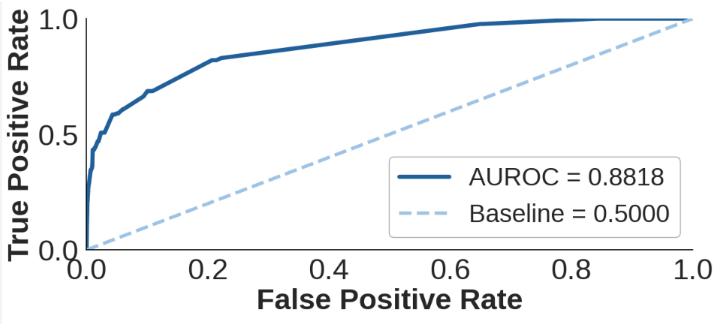 True Positive Rate
1.0
0.5
0.0
AUROC = 0.8818
Baseline = 0.5000
0.0 0.2 0.4 0.6 0.8 1.0
False Positive Rate